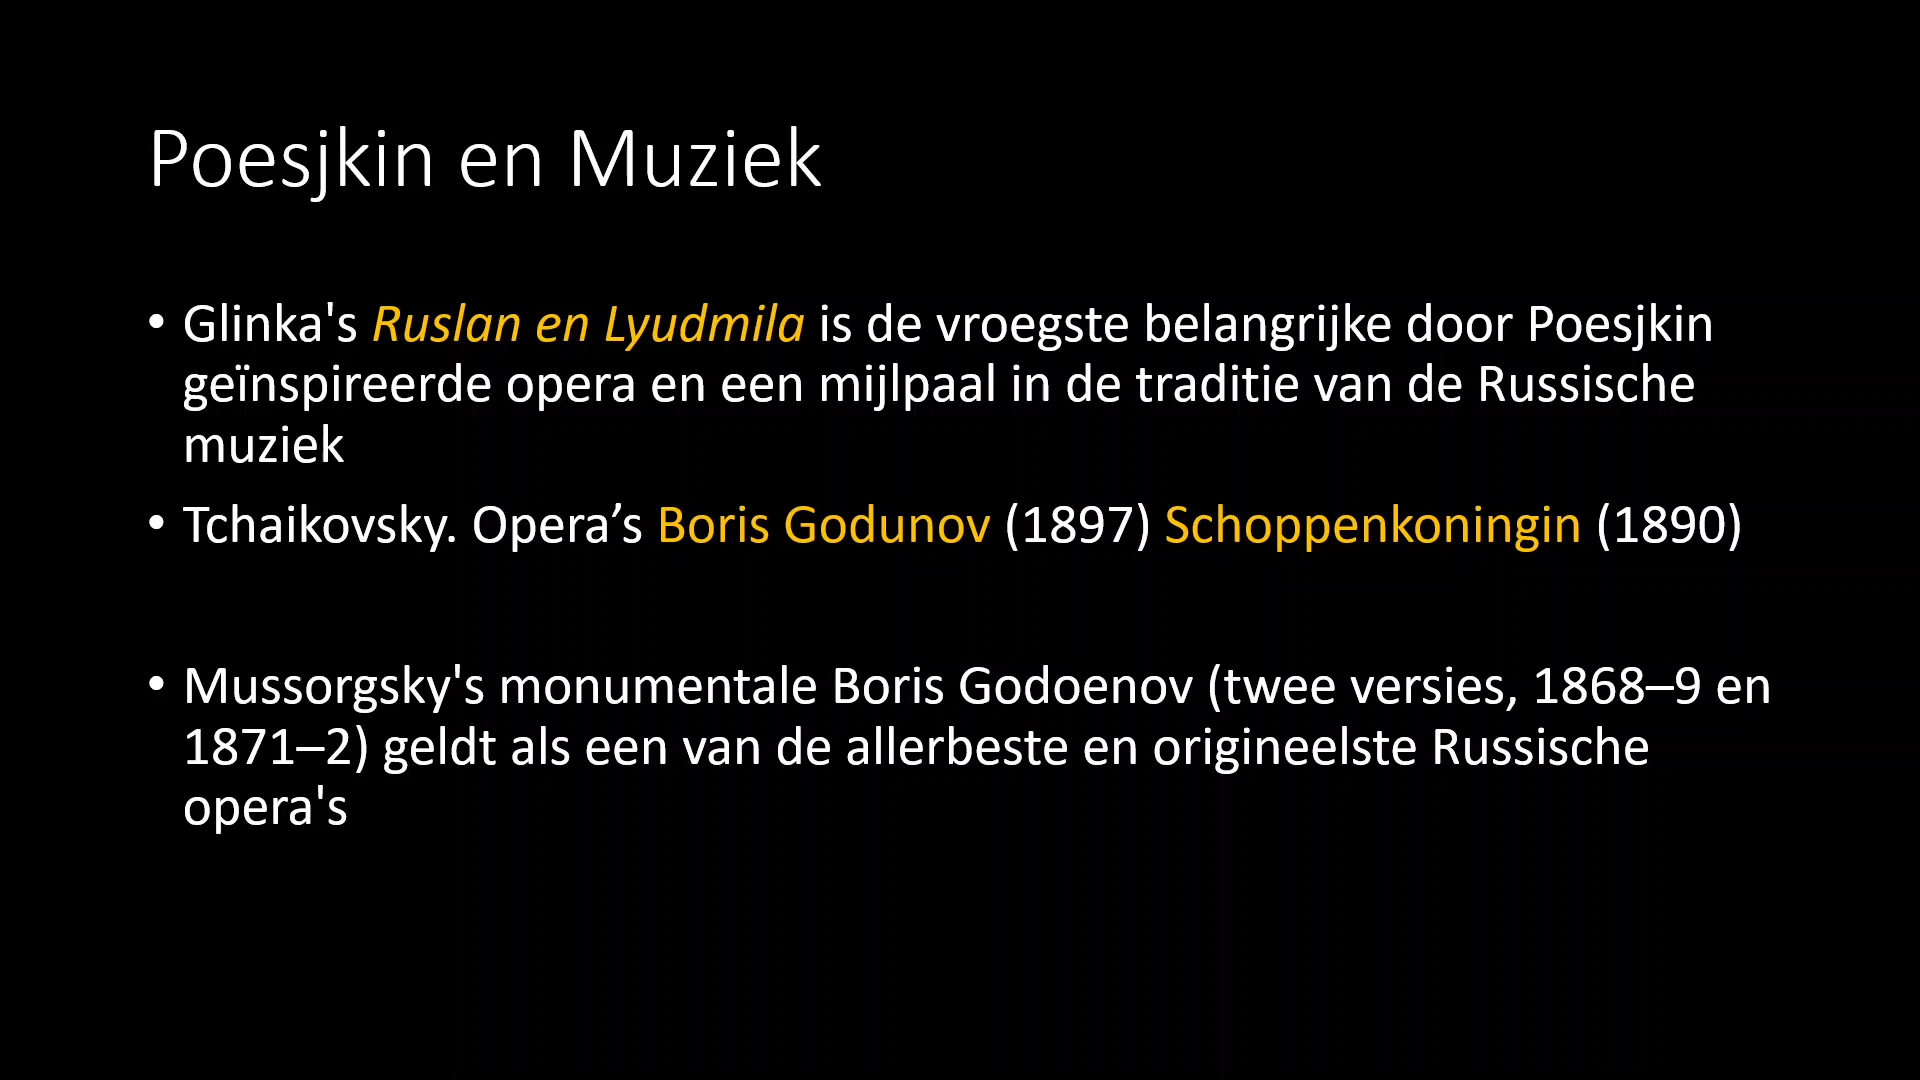 Poesjkin en Muziek
• Glinka's Ruslan en Lyudmila is de vroegste belangrijke door Poesjkin
geïnspireerde opera en een mijlpaal in de traditie van de Russische
muziek
• Tchaikovsky. Opera’s Boris Godunov (1897) Schoppenkoningin (1890)
• Mussorgsky's monumentale Boris Godoenov (twee versies, 1868–9 en
1871–2) geldt als een van de allerbeste en origineelste Russische
opera's